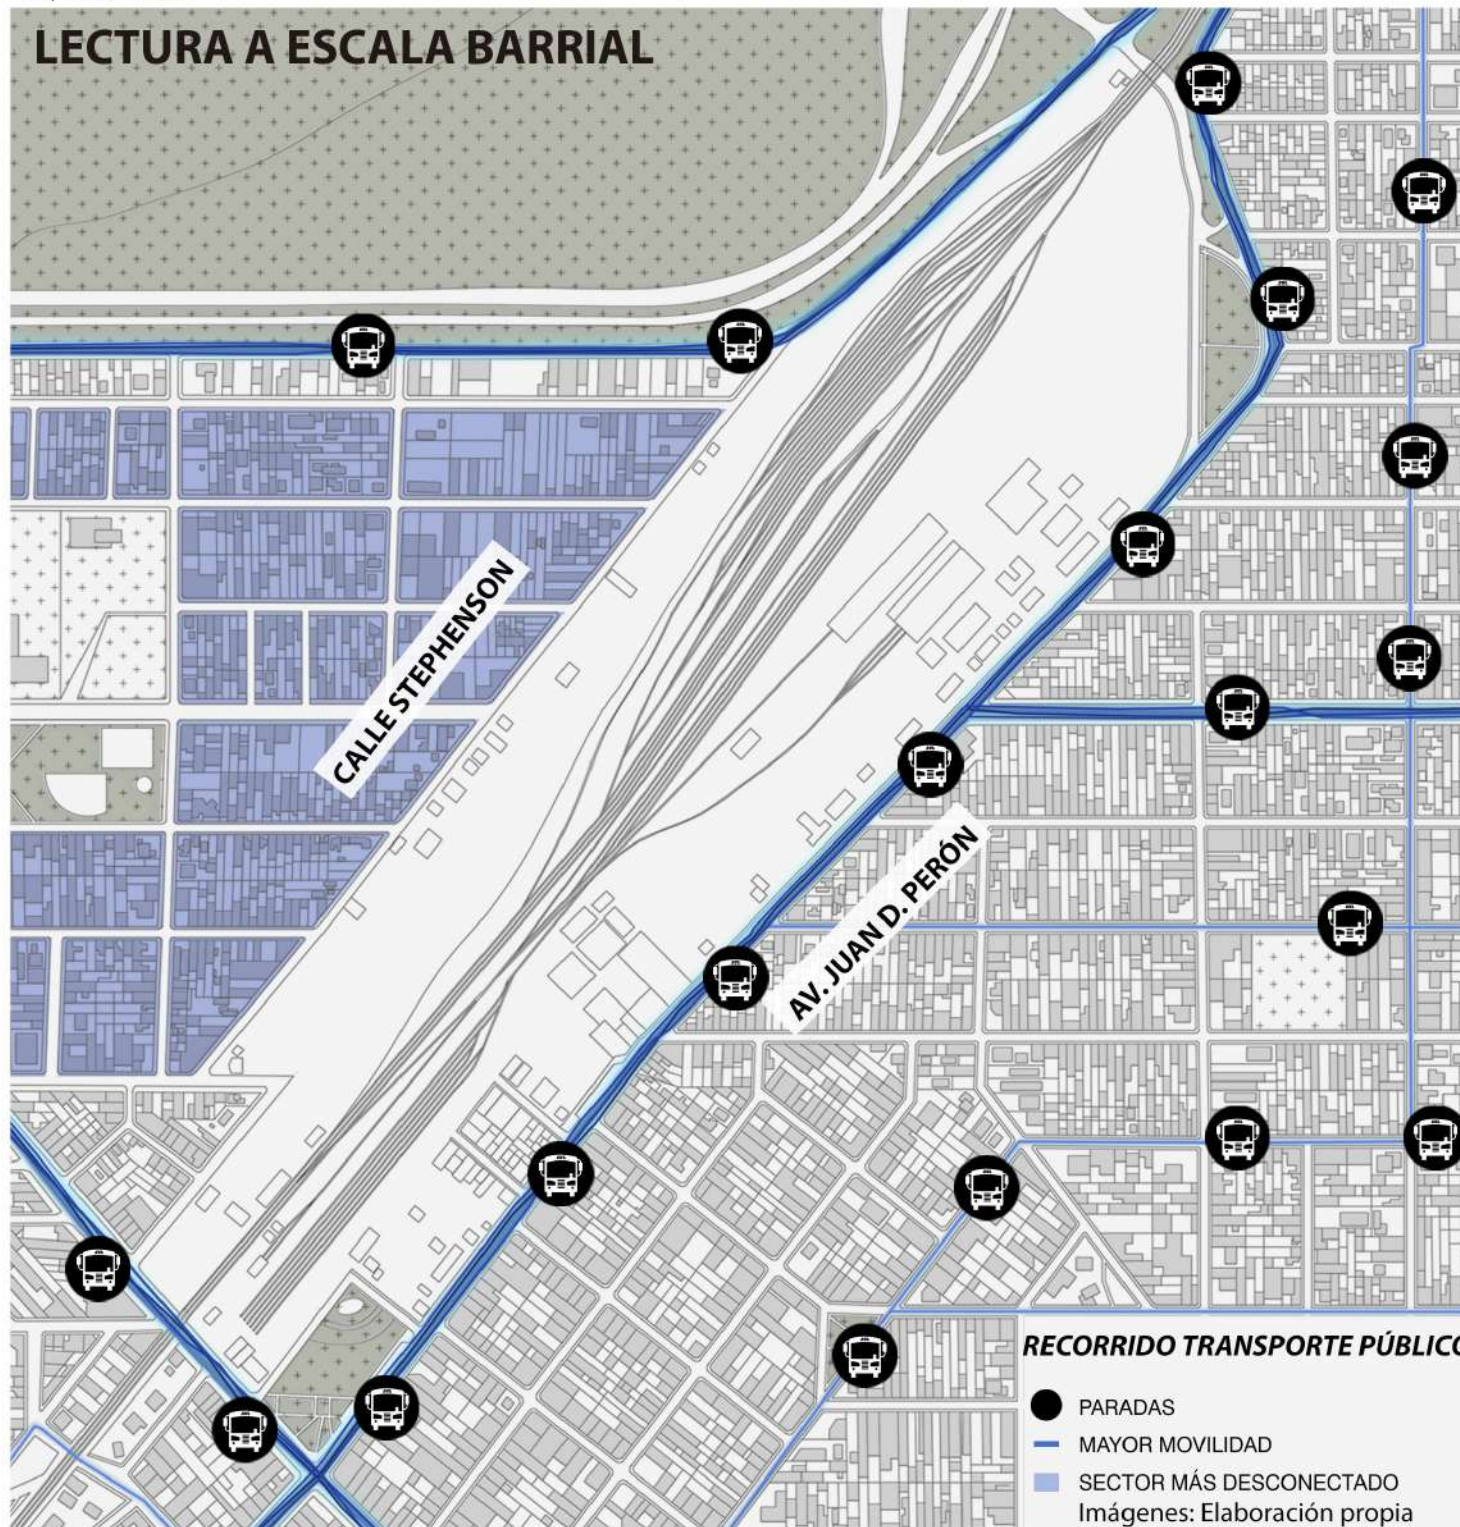 LECTURA A ESCALA BARRIAL
CALLE STEPHENSON
AV. JUAN D. PERÓN
RECORRIDO TRANSPORTE PÚBLICO
PARADAS
MAYOR MOVILIDAD
SECTOR MÁS DESCONECTADO
Imágenes: Elaboración propia